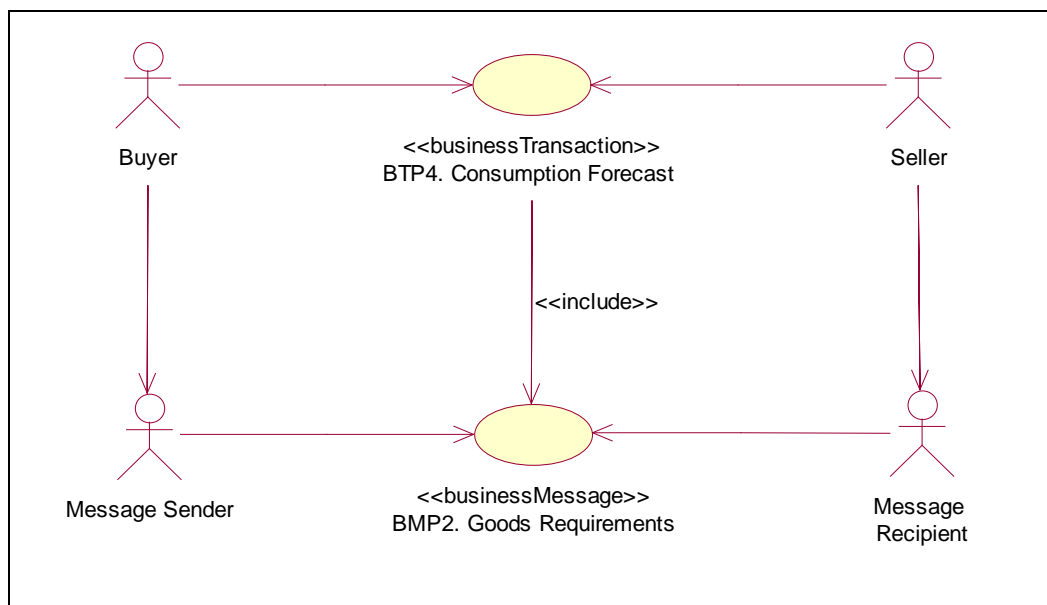 <<businessTransaction>>
Buyer
BTP4. Consumption Forecast
Seller
<<include>>
Message Sender
<<businessMessage>>
BMP2. Goods Requirements
Message
Recipient